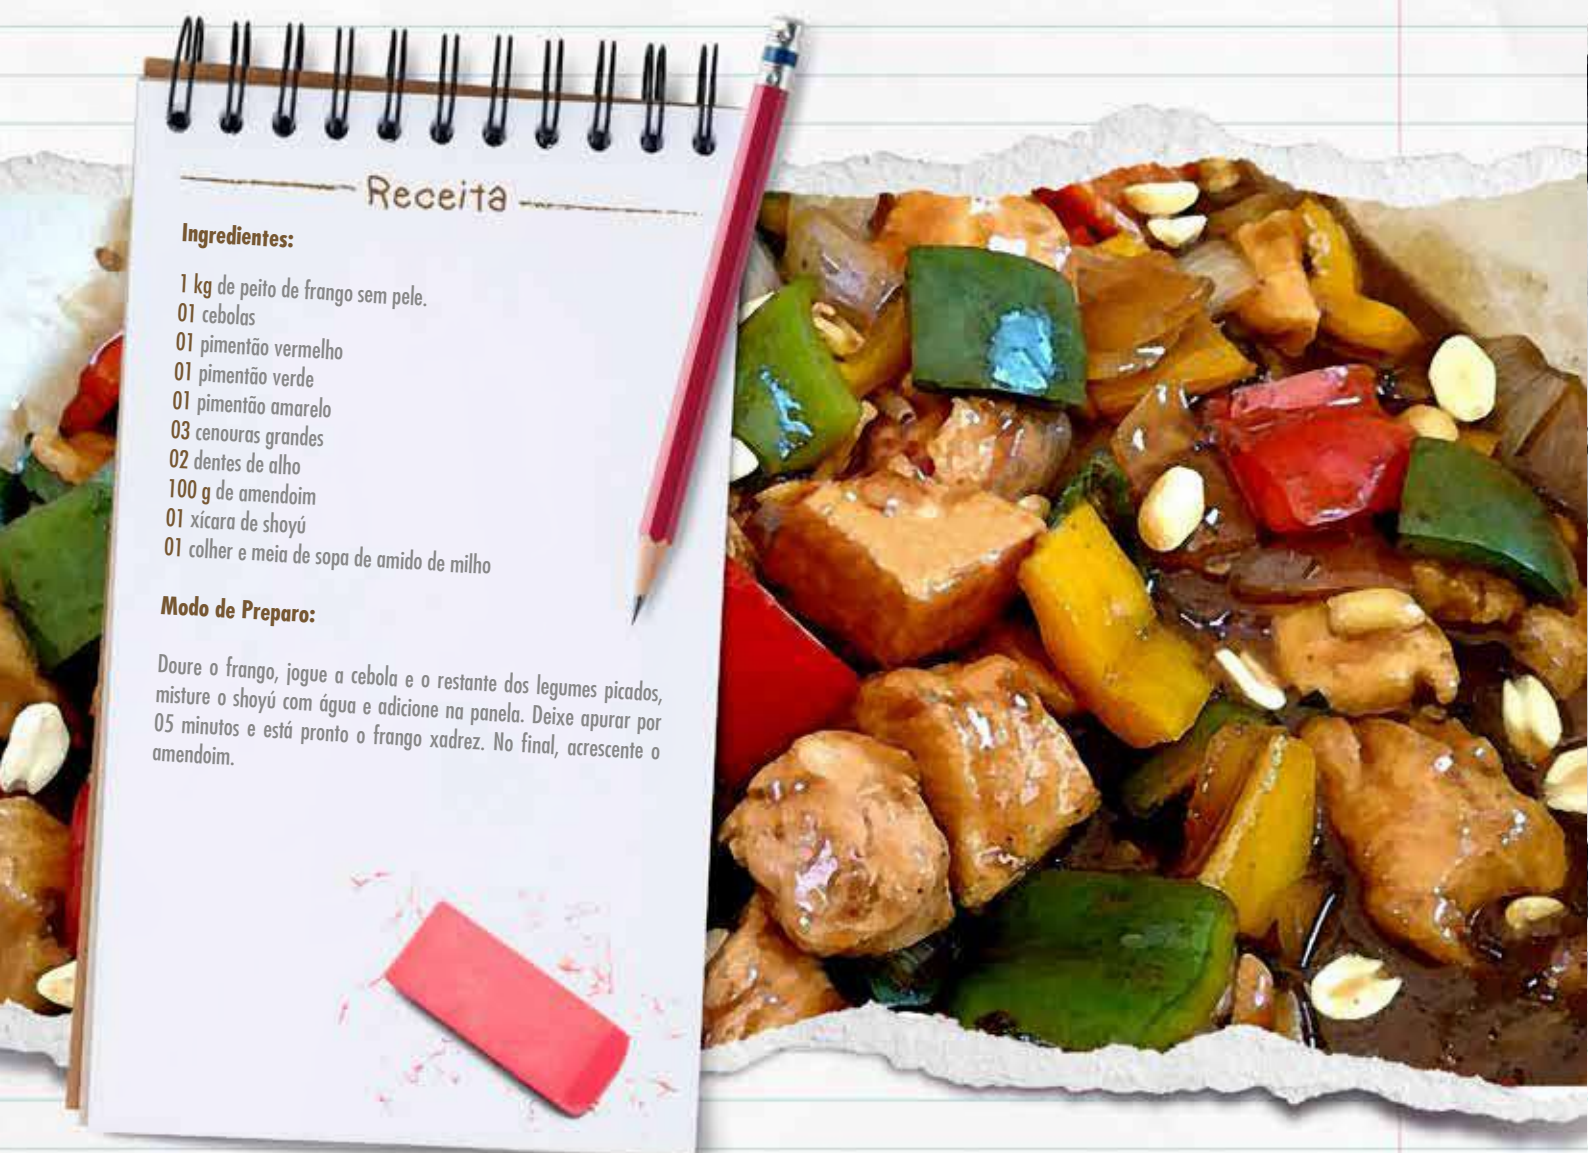 Receita
Ingredientes:
1 kg de peito de frango sem pele.
01 cebolas
01 pimentão vermelho
01 pimentão verde
01 pimentão amarelo
03 cenouras grandes
02 dentes de alho
100 g de amendoim
01 xícara de shoyú
01 colher e meia de sopa de amido de milho
Modo de Preparo:
Doure o frango, jogue a cebola e o restante dos legumes picados,
misture o shoyú com água e adicione na panela. Deixe apurar por
05 minutos e está pronto o frango xadrez. No final, acrescente o
amendoim.